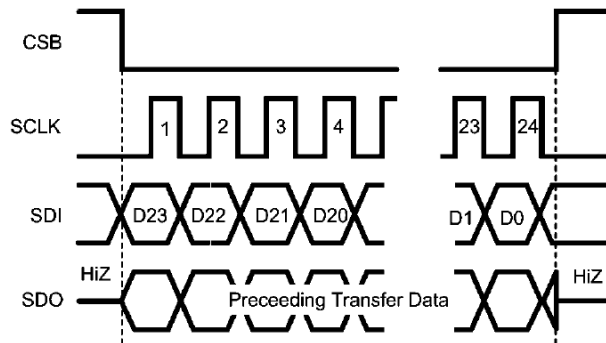 CSB
SCLK 1 2 3 4 23 24
SDI D23 D22 D21 D20 D1 D0
HiZ HiZ
SDO Preceeding Transfer Data